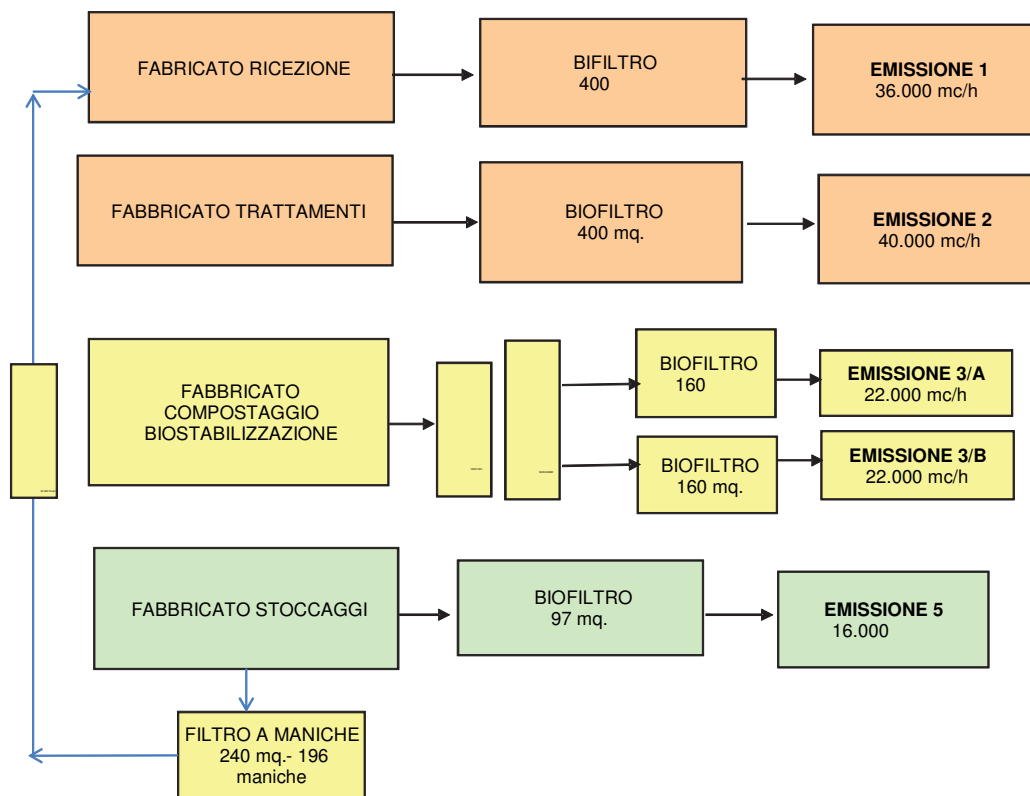 FABRICATO RICEZIONE
BIFILTRO
400
EMISSIONE 1
36.000 mc/h
FABBRICATO TRATTAMENTI
BIOFILTRO
400 mq.
EMISSIONE 2
40.000 mc/h
FABBRICATO
COMPOSTAGGIO
BIOSTABILIZZAZIONE
BIOFILTRO
160
EMISSIONE 3/A
22.000 mc/h
BIOFILTRO
160 mq.
EMISSIONE 3/B
22.000 mc/h
FABBRICATO STOCCAGGI
BIOFILTRO
97 mq.
EMISSIONE 5
16.000
FILTRO A MANICHE
240 mq.- 196
maniche